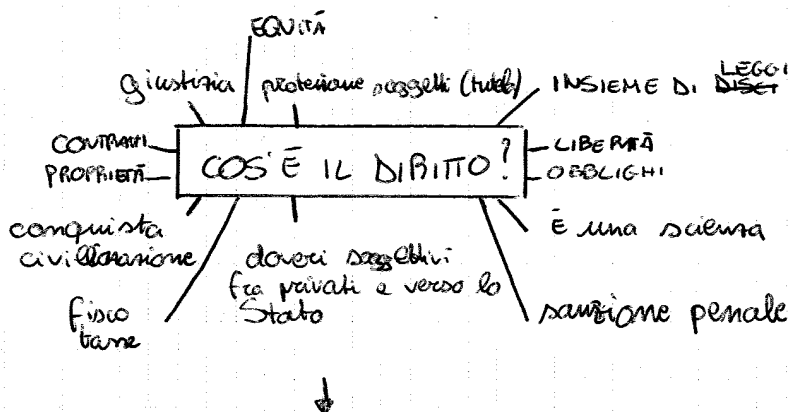 EQUITÀ
giustizia protezione soggetti (tutela) INSIEME DI DISCI LEGGI
CONTRATTI
PROPRIETÀ
COS'È IL DIRITTO?
LIBERTÀ
OBBLIGHI
conquista
civilizzazione
doveri soggettivi
fra privati e verso lo
Stato
È una scienza
fisco
tasse
sanzione penale